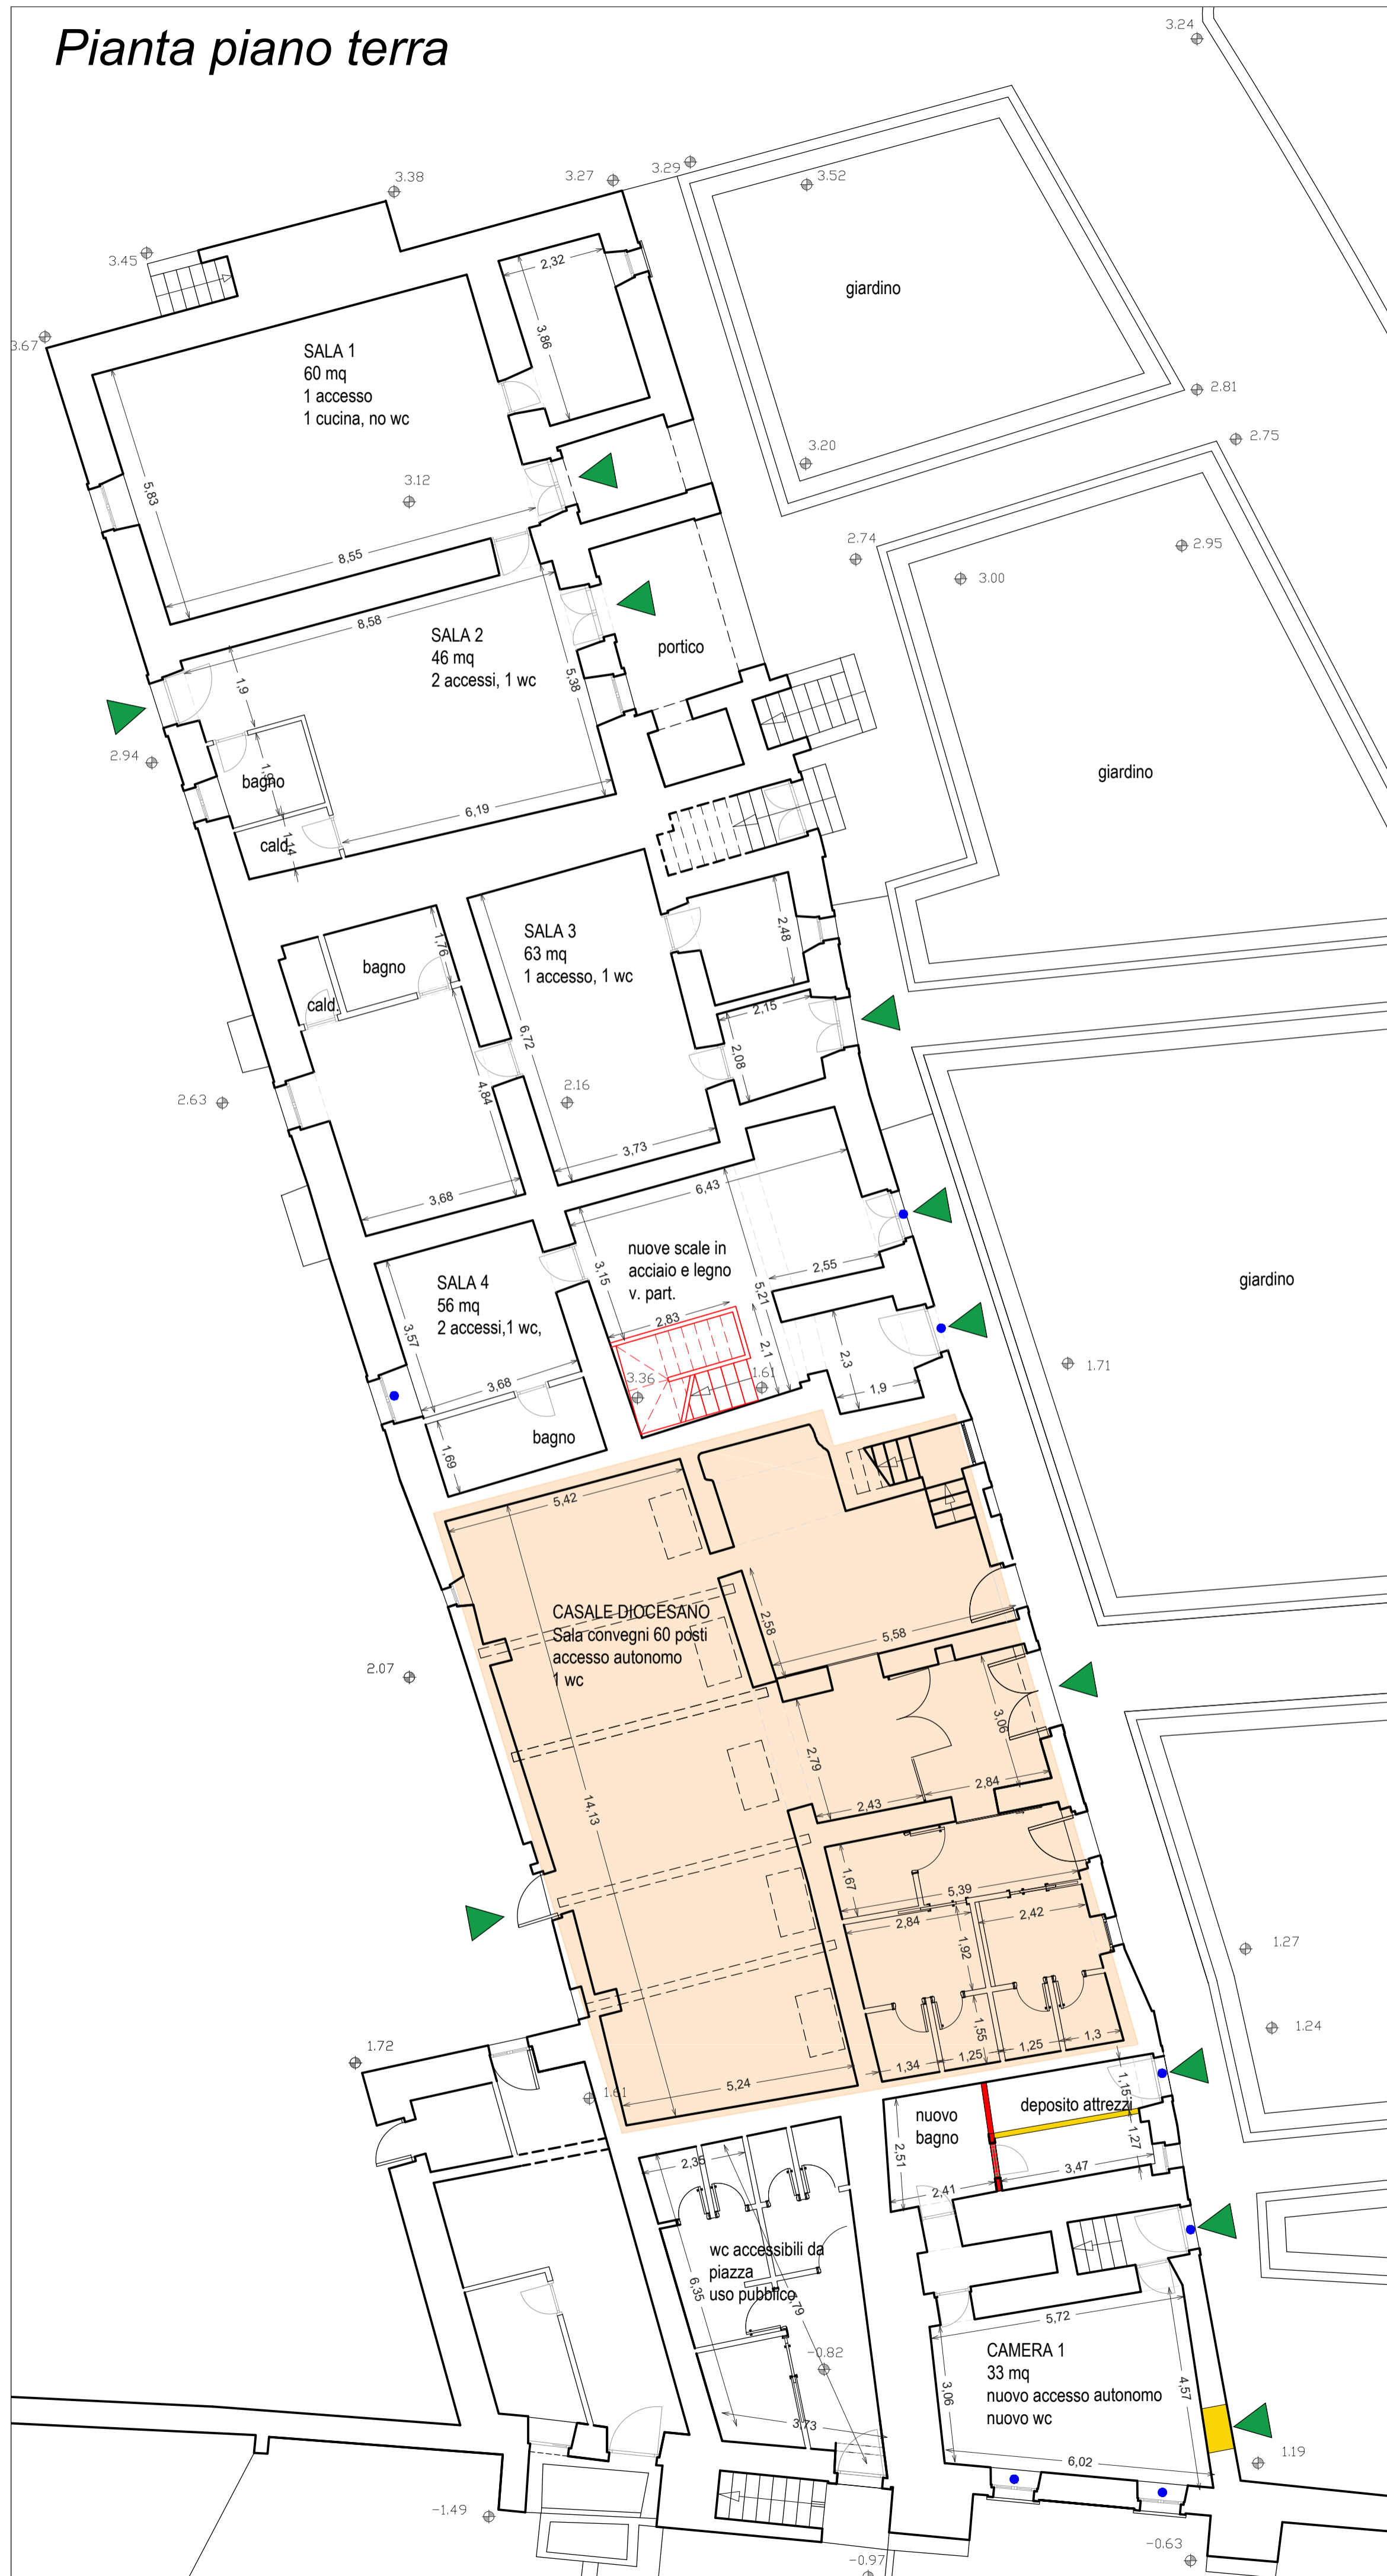 Pianta piano terra
3.24
3.29
3.27
3.38
3.52
3.45
3.67
2,32
3,86
giardino
SALA 1
60 mq
1 accesso
1 cucina, no wc
5,83
3.12
8,55
3.20
2.81
2.75
2.74
3.00
2.95
8,58
SALA 2
46 mq
2 accessi, 1 wc
5,38
portico
1,9
2.94
bagno
6,19
cald.
1,14
giardino
SALA 3
63 mq
1 accesso, 1 wc
1,76
bagno
cald.
2,48
2,15
2,08
6,72
4,84
2.16
2.63
3,73
3,68
6,43
nuove scale in
acciaio e legno
v. part.
3,15
2,55
5,21
giardino
SALA 4
56 mq
2 accessi,1 wc,
3,57
3,68
2,83
2,1
2,3
1,9
3.36
1.61
1.71
bagno
1,69
5,42
CASALE DIOCESANO
Sala convegni 60 posti
accesso autonomo
1 wc
2,58
5,58
2.07
3,06
2,79
2,84
2,43
14,13
1,67
5,39
2,84
2,42
1,92
1,55
1,34
1,25
1,25
1,3
1.27
1.24
1.72
1.61
5,24
1,15
nuovo
bagno
deposito attrezzi
1,27
2,51
3,47
2,41
2,35
wc accessibili da
piazza
uso pubblico
6,35
-0.82
3,73
5,72
CAMERA 1
33 mq
nuovo accesso autonomo
nuovo wc
3,06
4,57
6,02
1.19
-1.49
-0.97
-0.63